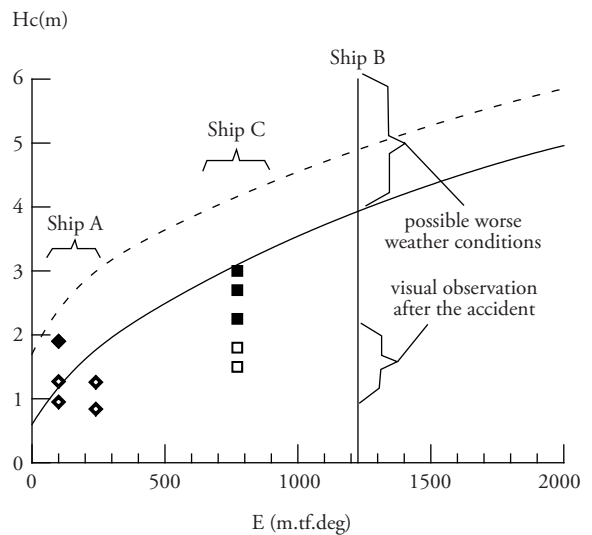 Hc(m)
Ship B
6
5
Ship C
4
Ship A
possible worse
weather conditions
3
visual observation
after the accident
2
1
0
0 500 1000 1500 2000
E (m.tf.deg)